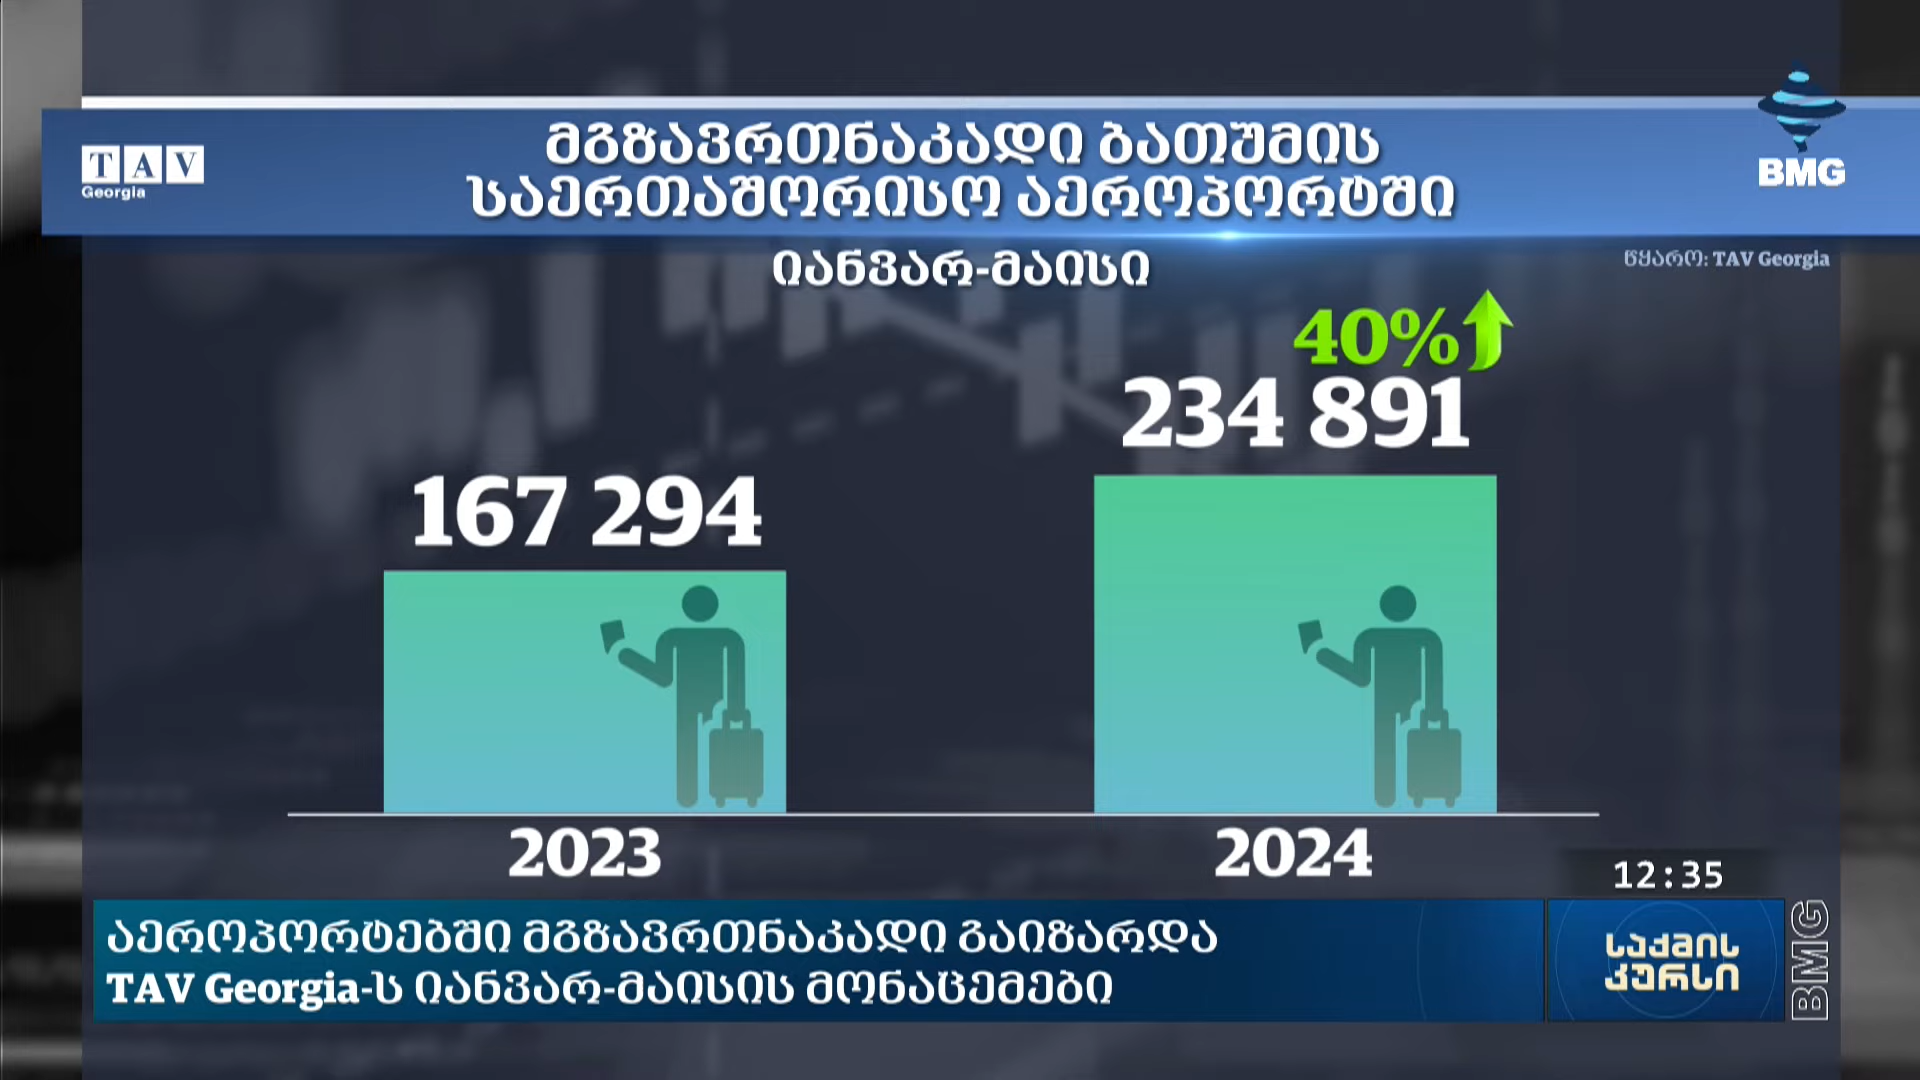 მგზავრთნაკადი ბათუმის
საერთაშორისო აეროპორტში
TAV
Georgia
BMG
იანვარ-მაისი
წყარო: TAV Georgia
40%
234 891
167 294
2023
2024
12:35
აეროპორტებში მგზავრთნაკადი გაიზარდა
TAV Georgia-ს იანვარ-მაისის მონაცემები
საქმის
კურსი
BMG